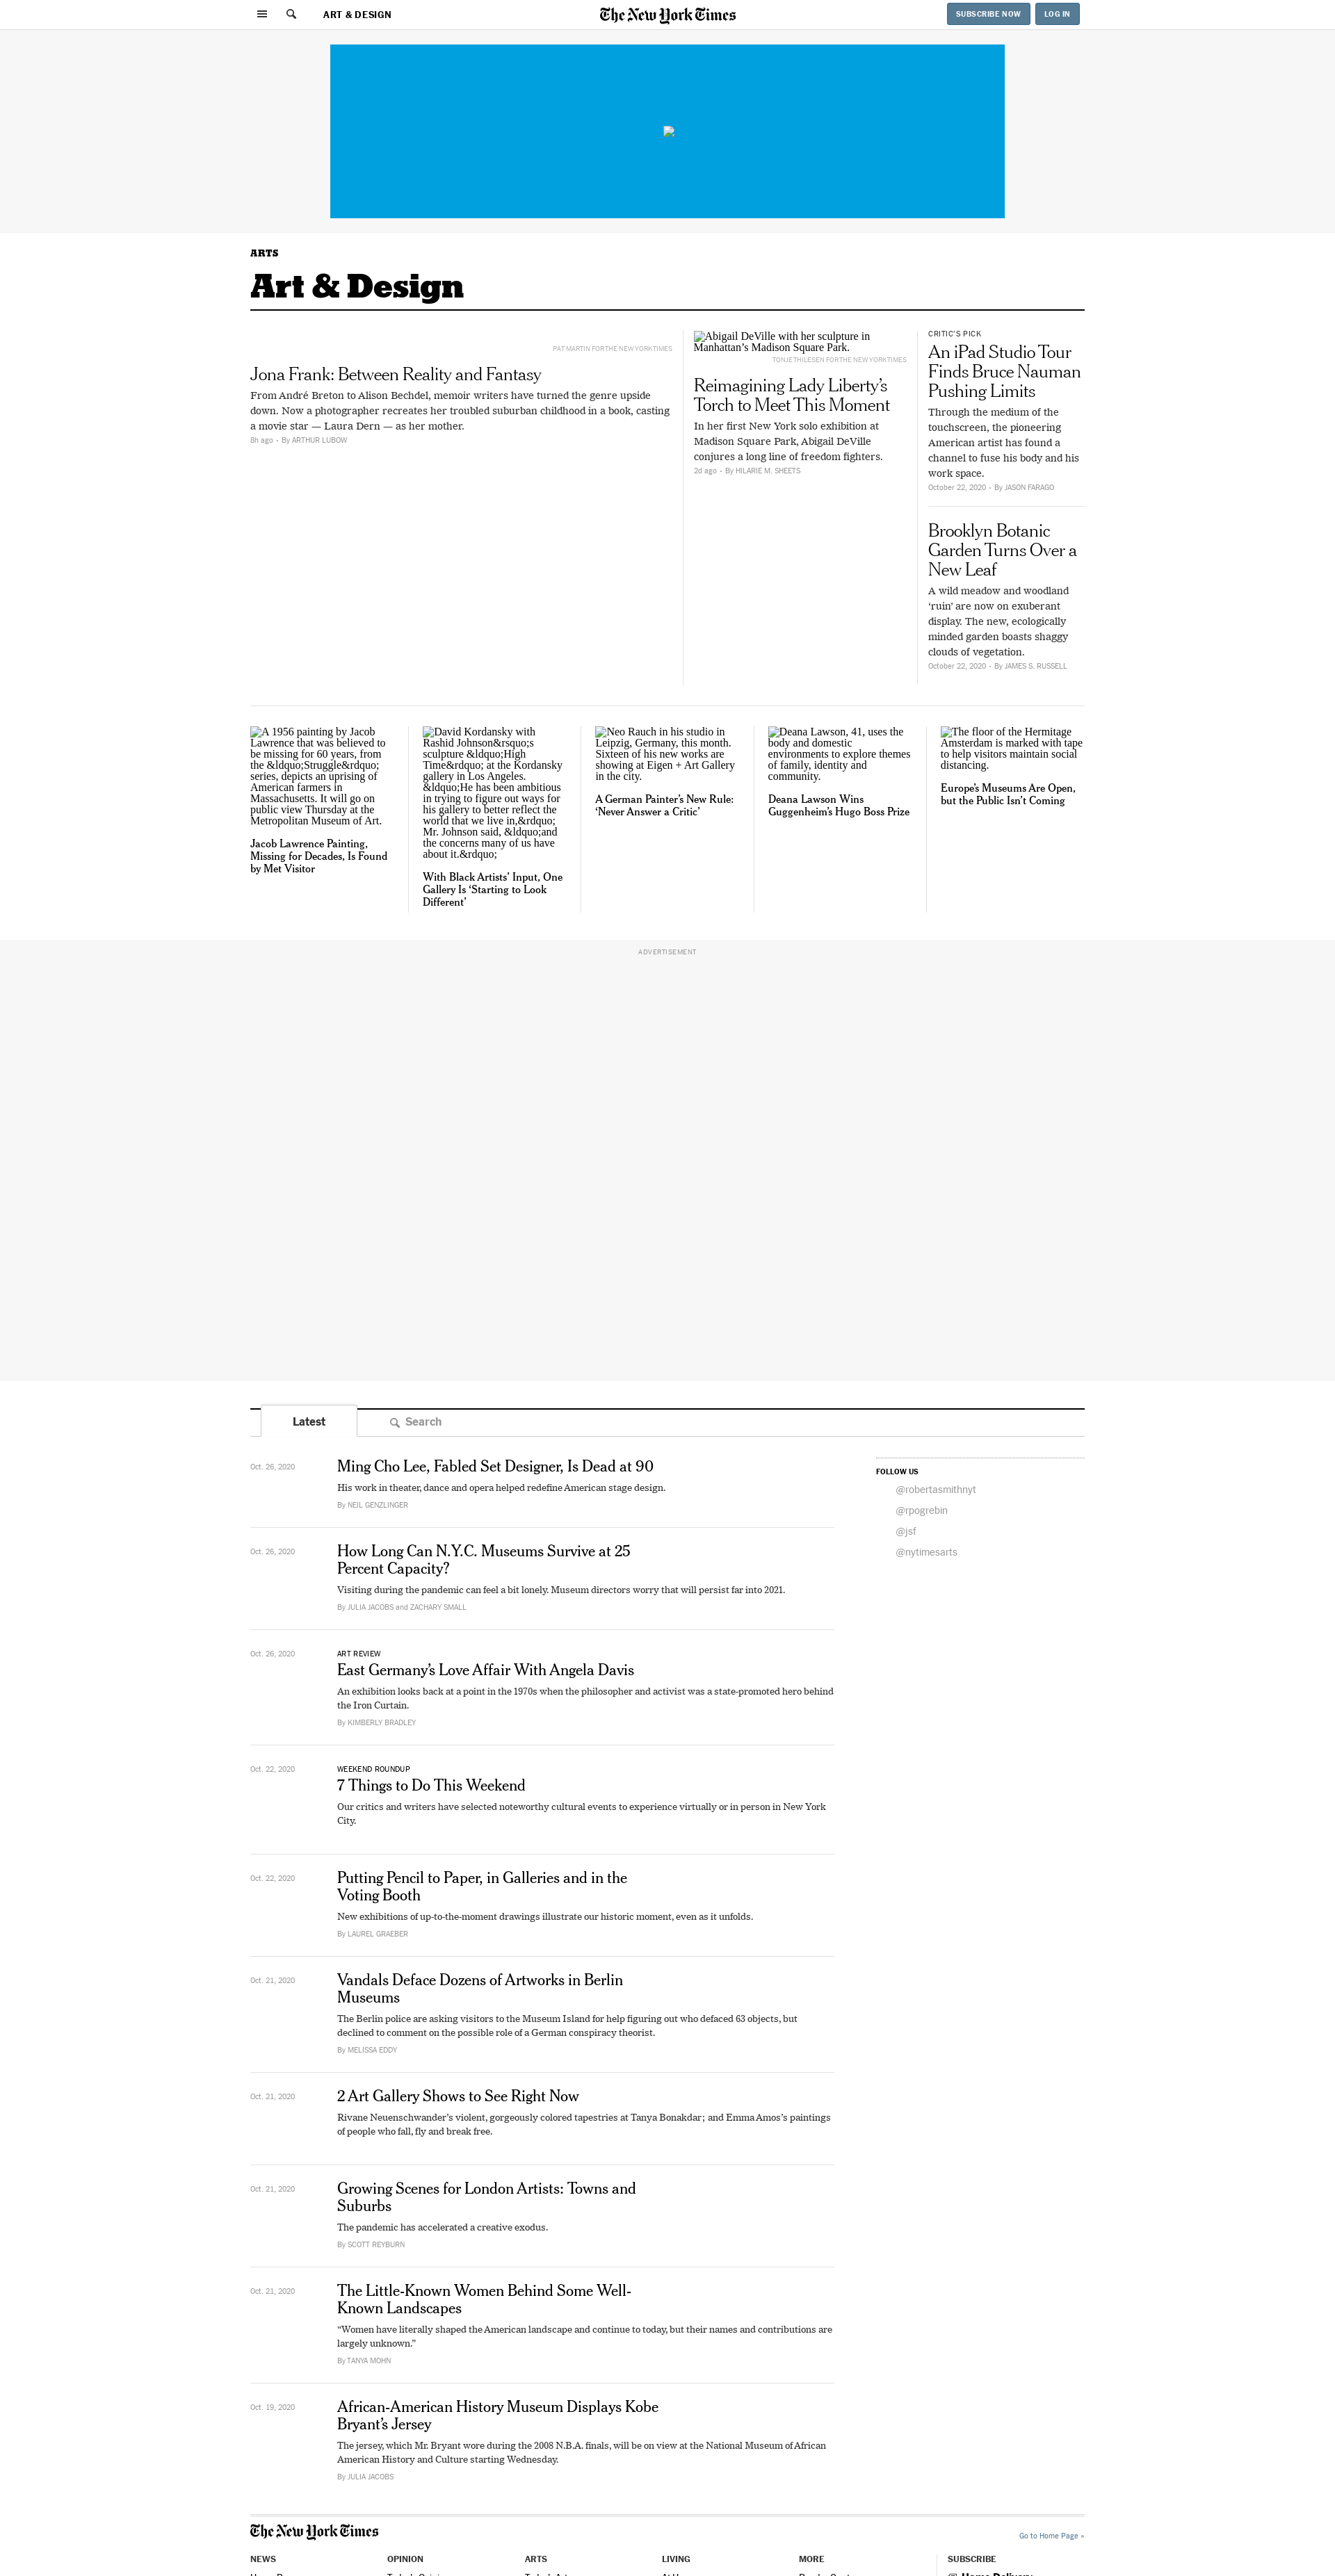 ART & DESIGN
The New York Times
SUBSCRIBE NOW
LOG IN
ARTS
Art & Design
PAT MARTIN FOR THE NEW YORK TIMES
Jona Frank: Between Reality and Fantasy
From André Breton to Alison Bechdel, memoir writers have turned the genre upside
down. Now a photographer recreates her troubled suburban childhood in a book, casting
a movie star — Laura Dern — as her mother.
8h ago • By ARTHUR LUBOW
Abigail DeVille with her sculpture in
Manhattan’s Madison Square Park.
TONJE THILESEN FOR THE NEW YORK TIMES
Reimagining Lady Liberty’s
Torch to Meet This Moment
In her first New York solo exhibition at
Madison Square Park, Abigail DeVille
conjures a long line of freedom fighters.
2d ago • By HILARIE M. SHEETS
CRITIC’S PICK
An iPad Studio Tour
Finds Bruce Nauman
Pushing Limits
Through the medium of the
touchscreen, the pioneering
American artist has found a
channel to fuse his body and his
work space.
October 22, 2020 • By JASON FARAGO
Brooklyn Botanic
Garden Turns Over a
New Leaf
A wild meadow and woodland
‘ruin’ are now on exuberant
display. The new, ecologically
minded garden boasts shaggy
clouds of vegetation.
October 22, 2020 • By JAMES S. RUSSELL
A 1956 painting by Jacob
Lawrence that was believed to
be missing for 60 years, from
the &ldquo;Struggle&rdquo;
series, depicts an uprising of
American farmers in
Massachusetts. It will go on
public view Thursday at the
Metropolitan Museum of Art.
Jacob Lawrence Painting,
Missing for Decades, Is Found
by Met Visitor
David Kordansky with
Rashid Johnson&rsquo;s
sculpture &ldquo;High
Time&rdquo; at the Kordansky
gallery in Los Angeles.
&ldquo;He has been ambitious
in trying to figure out ways for
his gallery to better reflect the
world that we live in,&rdquo;
Mr. Johnson said, &ldquo;and
the concerns many of us have
about it.&rdquo;
With Black Artists’ Input, One
Gallery Is ‘Starting to Look
Different’
Neo Rauch in his studio in
Leipzig, Germany, this month.
Sixteen of his new works are
showing at Eigen + Art Gallery
in the city.
A German Painter’s New Rule:
‘Never Answer a Critic’
Deana Lawson, 41, uses the
body and domestic
environments to explore themes
of family, identity and
community.
Deana Lawson Wins
Guggenheim’s Hugo Boss Prize
The floor of the Hermitage
Amsterdam is marked with tape
to help visitors maintain social
distancing.
Europe’s Museums Are Open,
but the Public Isn’t Coming
ADVERTISEMENT
Latest
Search
Oct. 26, 2020
Ming Cho Lee, Fabled Set Designer, Is Dead at 90
His work in theater, dance and opera helped redefine American stage design.
By NEIL GENZLINGER
Oct. 26, 2020
How Long Can N.Y.C. Museums Survive at 25
Percent Capacity?
Visiting during the pandemic can feel a bit lonely. Museum directors worry that will persist far into 2021.
By JULIA JACOBS and ZACHARY SMALL
Oct. 26, 2020
ART REVIEW
East Germany’s Love Affair With Angela Davis
An exhibition looks back at a point in the 1970s when the philosopher and activist was a state-promoted hero behind
the Iron Curtain.
By KIMBERLY BRADLEY
Oct. 22, 2020
WEEKEND ROUNDUP
7 Things to Do This Weekend
Our critics and writers have selected noteworthy cultural events to experience virtually or in person in New York
City.
Oct. 22, 2020
Putting Pencil to Paper, in Galleries and in the
Voting Booth
New exhibitions of up-to-the-moment drawings illustrate our historic moment, even as it unfolds.
By LAUREL GRAEBER
Oct. 21, 2020
Vandals Deface Dozens of Artworks in Berlin
Museums
The Berlin police are asking visitors to the Museum Island for help figuring out who defaced 63 objects, but
declined to comment on the possible role of a German conspiracy theorist.
By MELISSA EDDY
Oct. 21, 2020
2 Art Gallery Shows to See Right Now
Rivane Neuenschwander’s violent, gorgeously colored tapestries at Tanya Bonakdar; and Emma Amos’s paintings
of people who fall, fly and break free.
Oct. 21, 2020
Growing Scenes for London Artists: Towns and
Suburbs
The pandemic has accelerated a creative exodus.
By SCOTT REYBURN
Oct. 21, 2020
The Little-Known Women Behind Some Well-
Known Landscapes
“Women have literally shaped the American landscape and continue to today, but their names and contributions are
largely unknown.”
By TANYA MOHN
Oct. 19, 2020
African-American History Museum Displays Kobe
Bryant’s Jersey
The jersey, which Mr. Bryant wore during the 2008 N.B.A. finals, will be on view at the National Museum of African
American History and Culture starting Wednesday.
By JULIA JACOBS
FOLLOW US
@robertasmithnyt
@rpogrebin
@jsf
@nytimesarts
The New York Times
Go to Home Page »
NEWS
OPINION
ARTS
LIVING
MORE
SUBSCRIBE